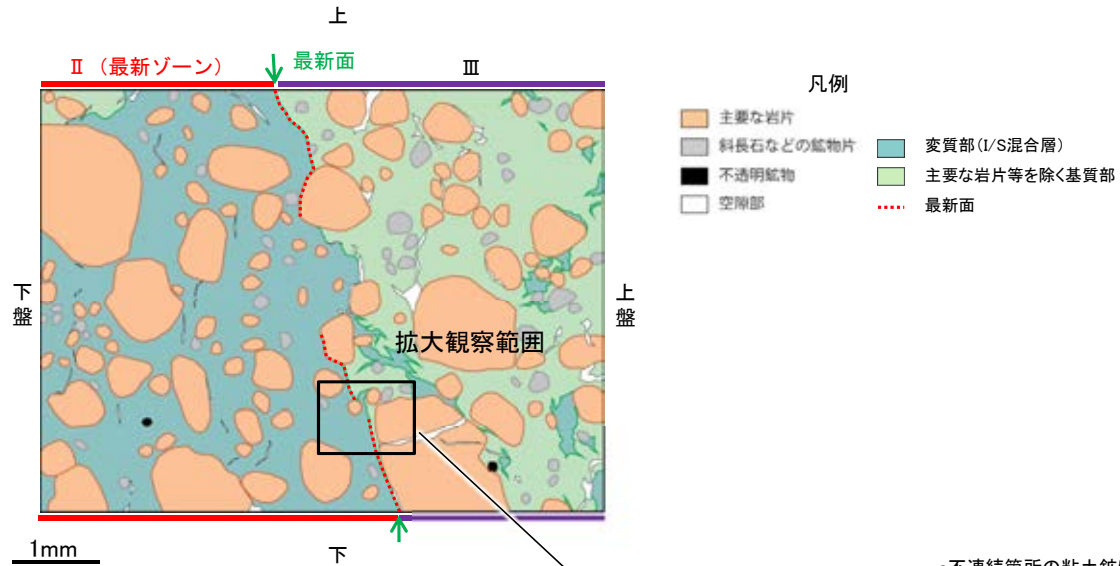 上
Ⅱ（最新ゾーン）
最新面
Ⅲ
凡例
主要な岩片
斜長石などの鉱物片
不透明鉱物
空隙部
変質部(I/S混合層)
主要な岩片等を除く基質部
最新面
下盤
上盤
拡大観察範囲
1mm
下